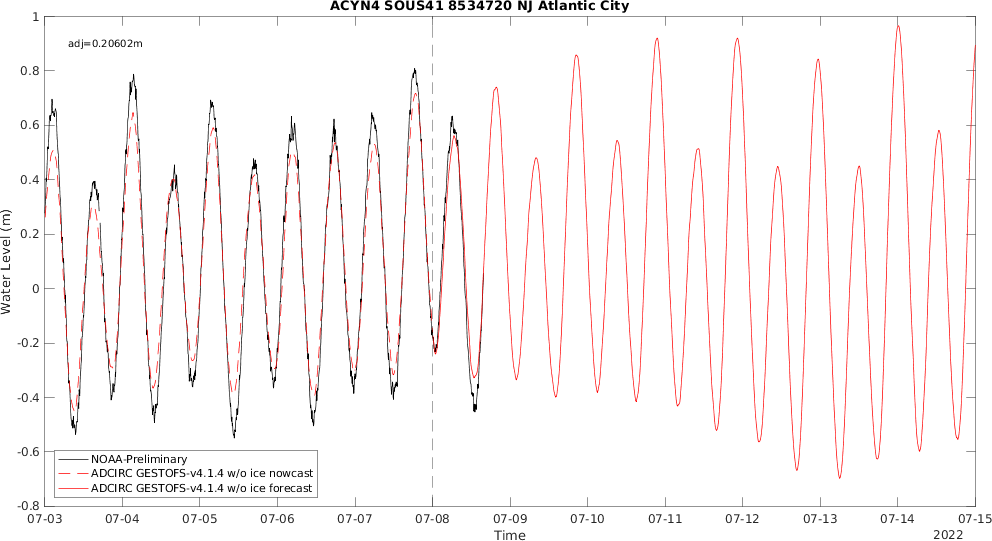 ACYN4 SOUS41 8534720 NJ Atlantic City
adj=0.20602m
1
0.8
0.6
0.4
0.2
0
-0.2
-0.4
-0.6
-0.8
Water Level (m)
NOAA-Preliminary
ADCIRC GESTOFS-v4.1.4 w/o ice nowcast
ADCIRC GESTOFS-v4.1.4 w/o ice forecast
07-03 07-04 07-05 07-06 07-07 07-08 07-09 07-10 07-11 07-12 07-13 07-14 07-15
Time
2022